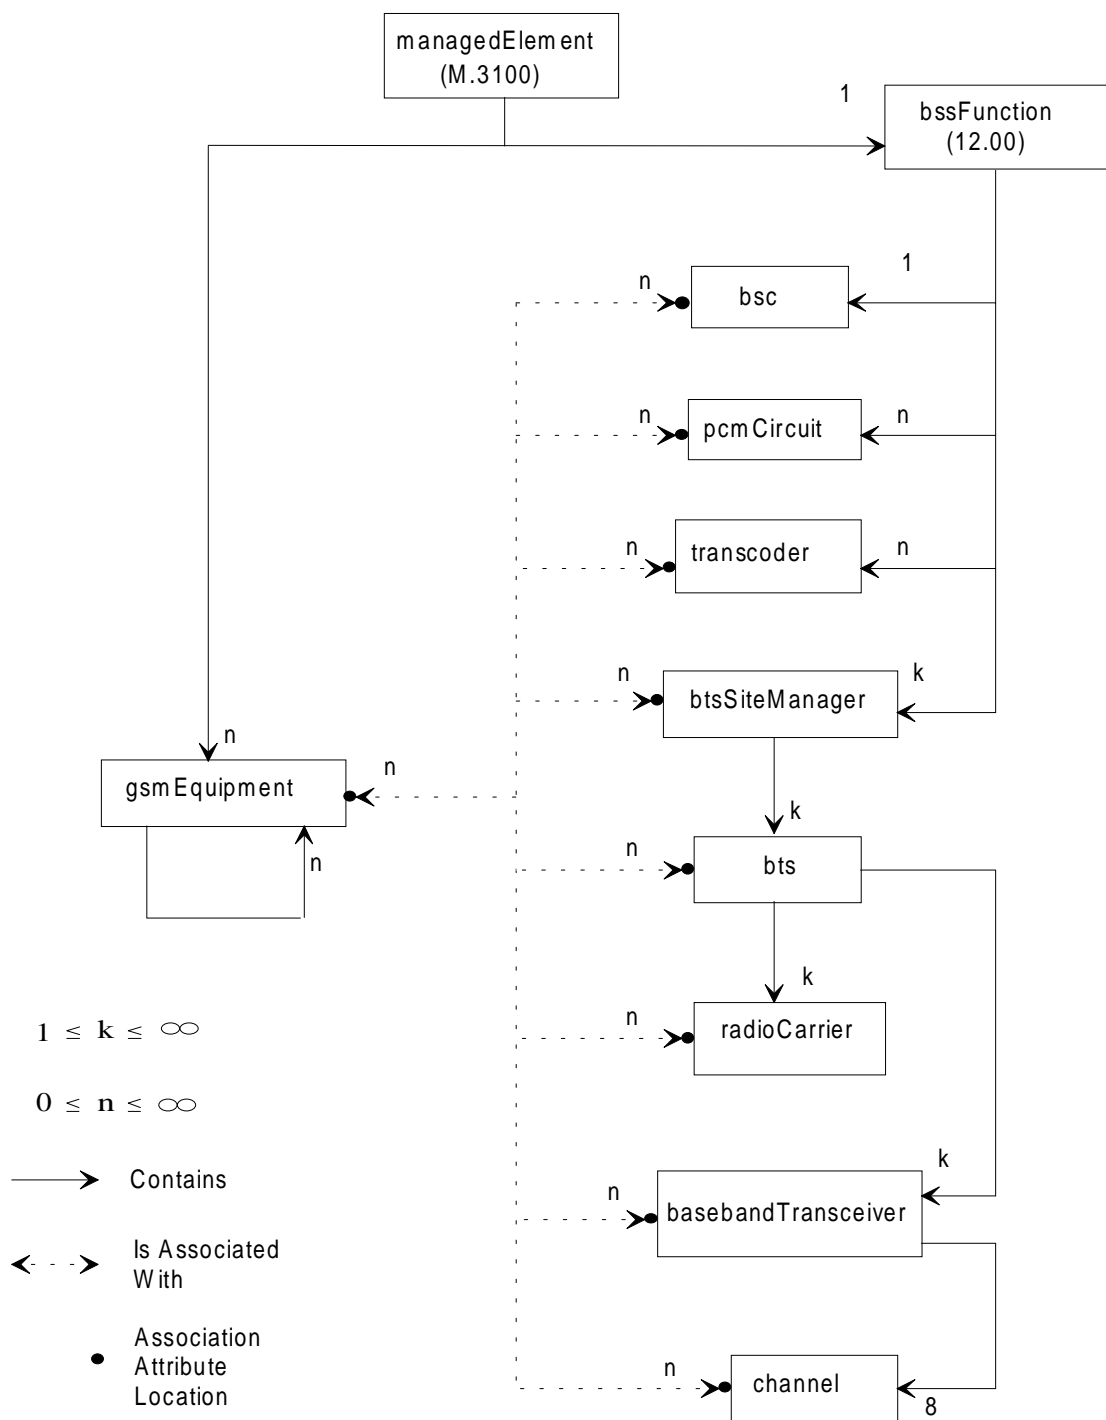 managedElement
(M.3100)
1
bssFunction
(12.00)
n
bsc
1
n
pcmCircuit
n
n
transcoder
n
n
btsSiteManager
k
n
gsmEquipment
n
n
k
n
bts
k
n
radioCarrier
1 ≤ k ≤ ∞
0 ≤ n ≤ ∞
k
n
basebandTransceiver
Contains
Is Associated
With
Association
Attribute
Location
n
channel
8